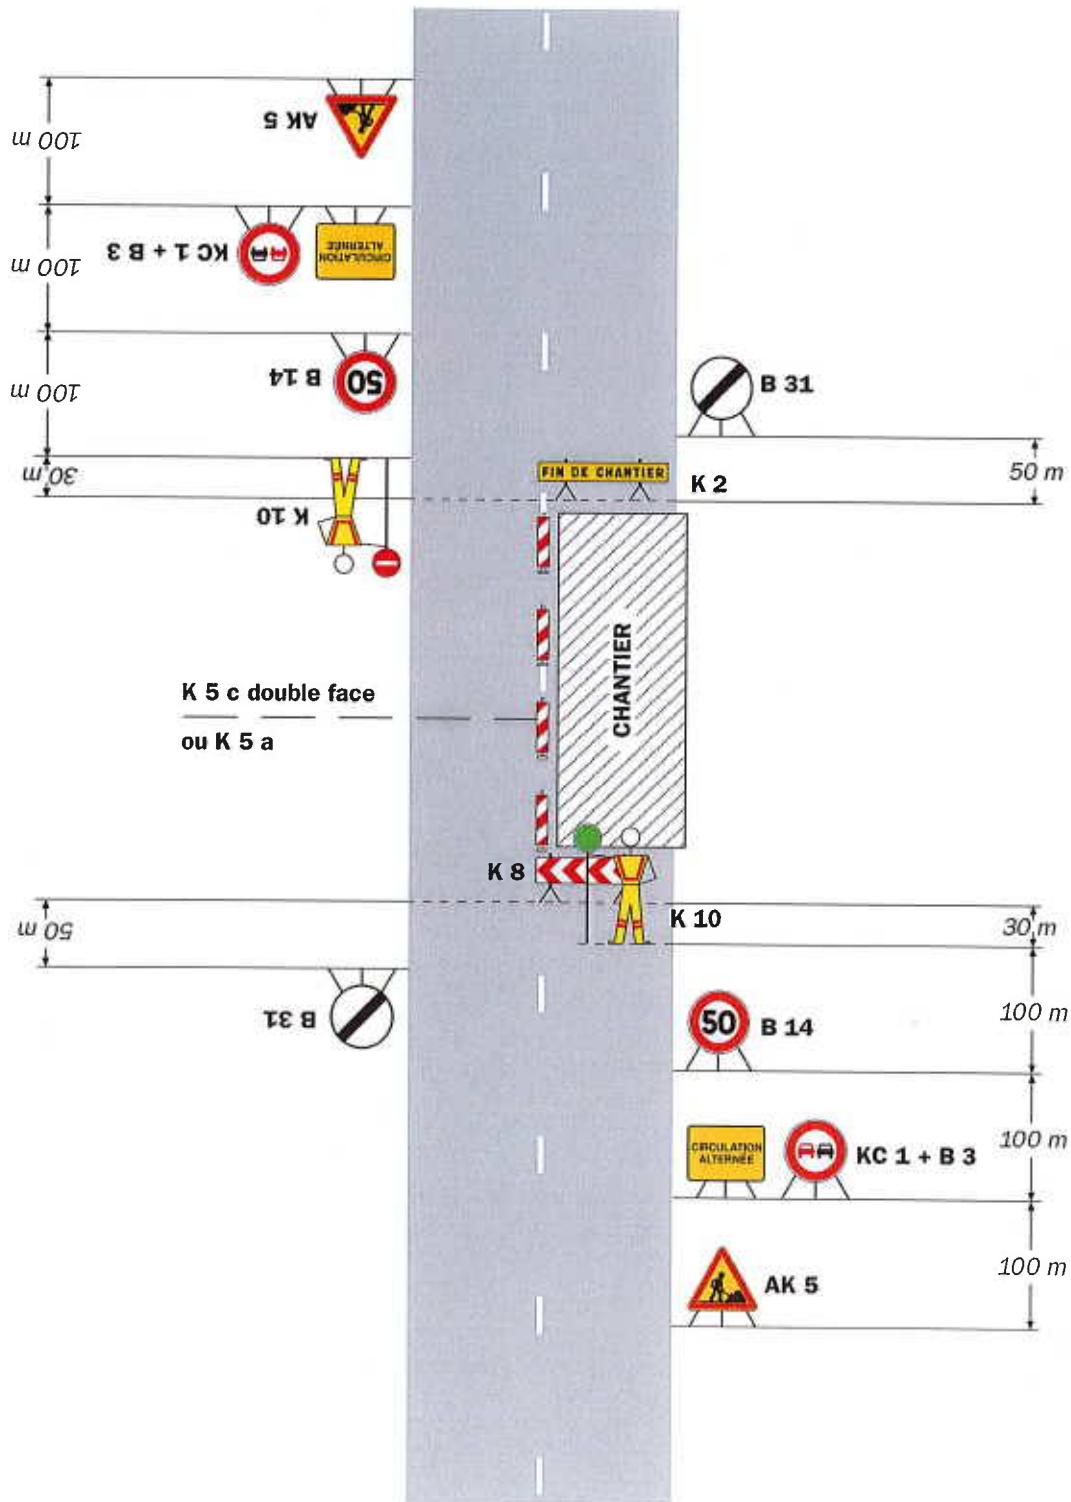 AK 5
100 m
KC 1 + B 3
CIRCULATION
ALTERNÉE
100 m
B 14
50
100 m
B 31
FIN DE CHANTIER
K 2
50 m
30 m
K 10
CHANTIER
K 5 c double face
ou K 5 a
K 8
K 10
30 m
50 m
B 31
50
B 14
100 m
CIRCULATION
ALTERNÉE
KC 1 + B 3
100 m
AK 5
100 m